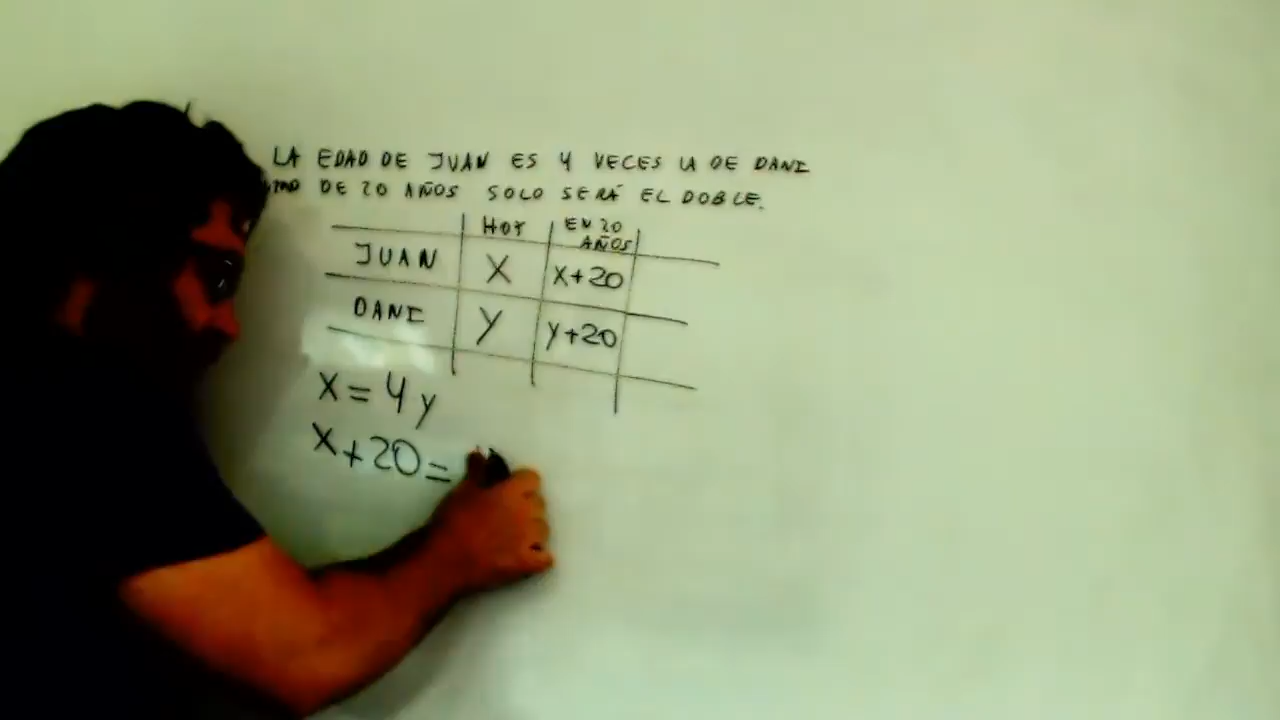 LA EDAD DE JUAN ES 4 VECES LA DE DANI
DE 20 AÑOS SOLO SERÁ EL DOBLE.
HOY EN 20 AÑOS
JUAN X X+20
DANI Y Y+20
X = 4y
X+20=